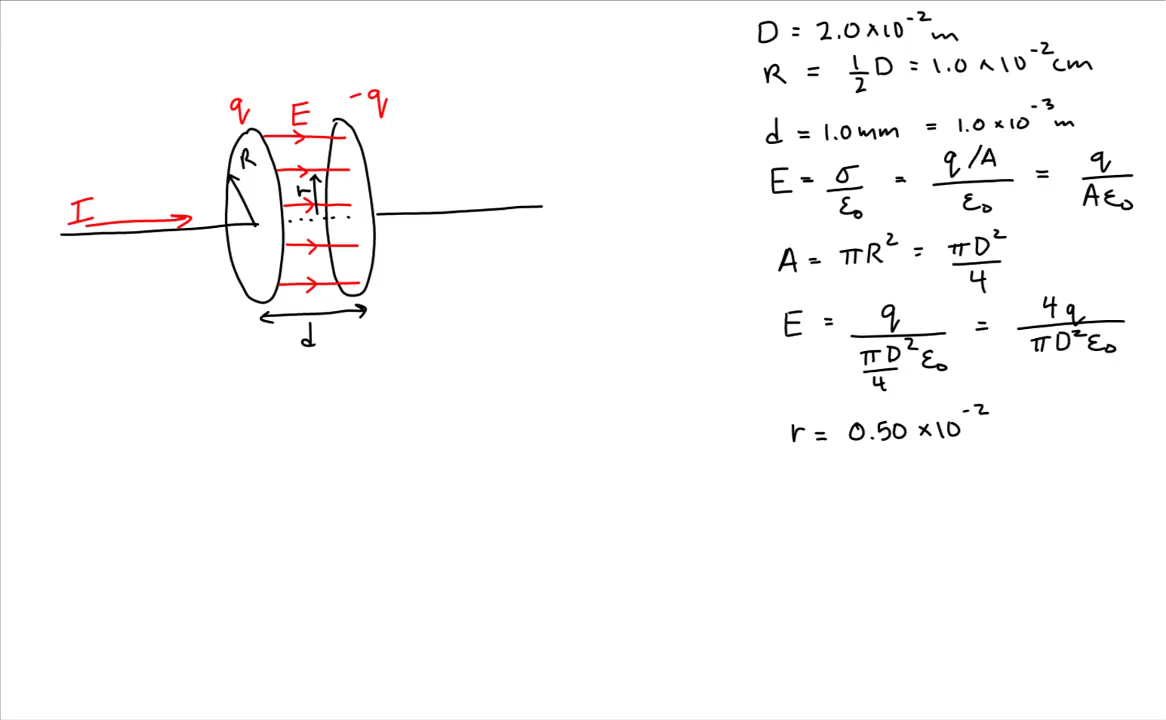 D = 2.0×10⁻² m
R = 1/2 D = 1.0 × 10⁻² cm
d = 1.0 mm = 1.0×10⁻³ m
E = σ/ε₀ = (q/A)/ε₀ = q/(Aε₀)
A = πR² = πD²/4
E = q/((πD²/4) ε₀) = 4q/(πD²ε₀)
r = 0.50 ×10⁻²
q E -q
R
r
I
d